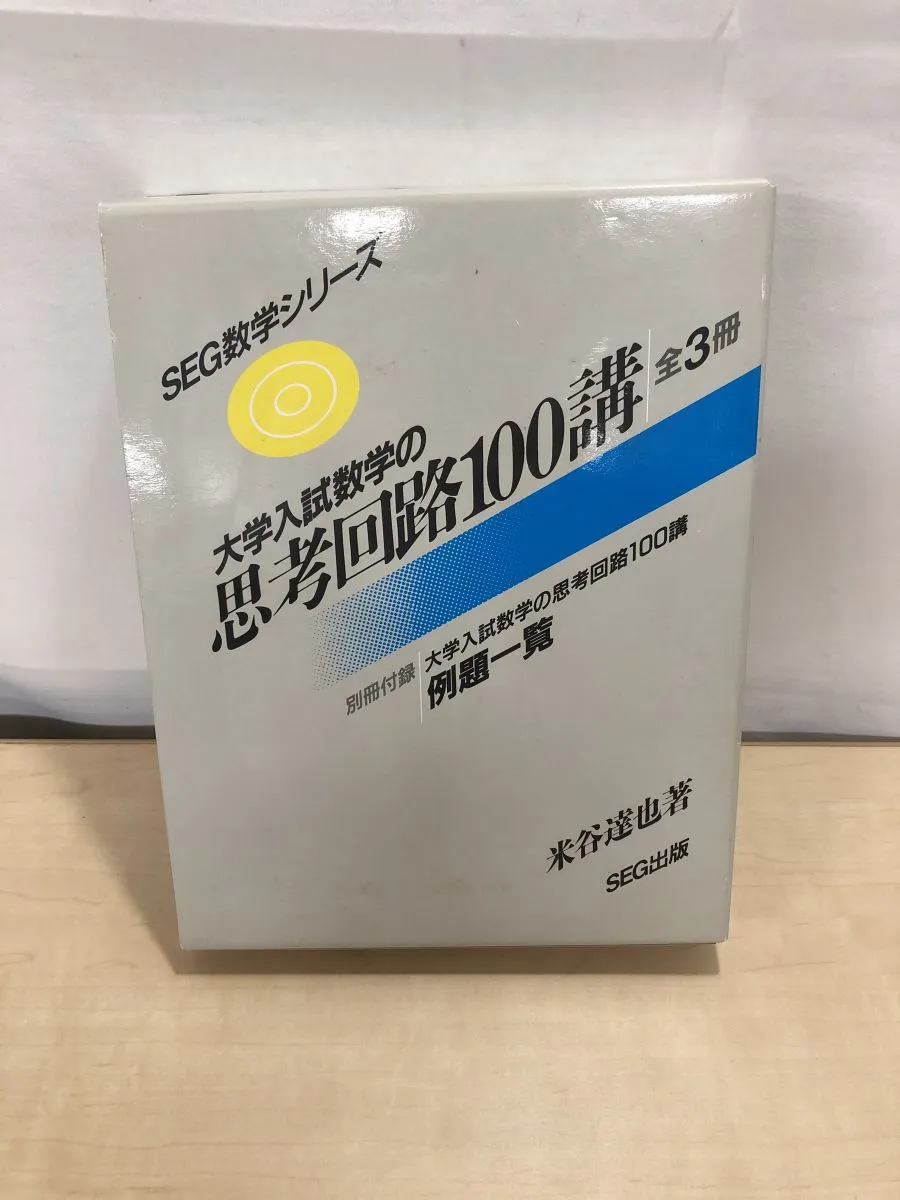 SEG数学シリーズ
大学入試数学の
思考回路100講
全3冊
別冊付録
大学入試数学の思考回路100講
例題一覧
米谷達也著
SEG出版